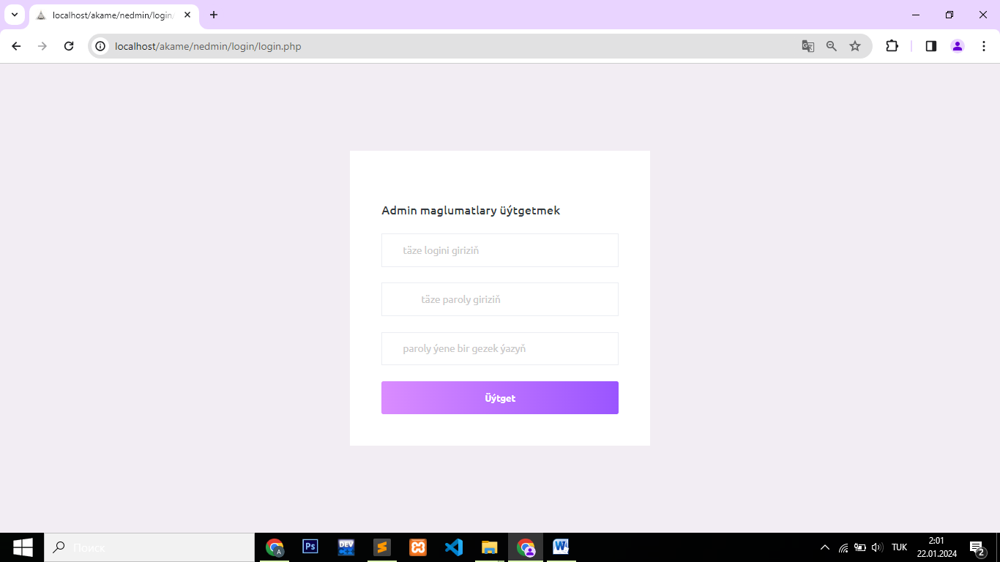 localhost/akame/nedmin/login/
localhost/akame/nedmin/login/login.php
Admin maglumatlary üýtgetmek
täze logini giriziň
täze paroly giriziň
paroly ýene bir gezek ýazyň
Üýtget
Поиск
A
Ps
DEV
C++
W
TUK
2:01
22.01.2024
2